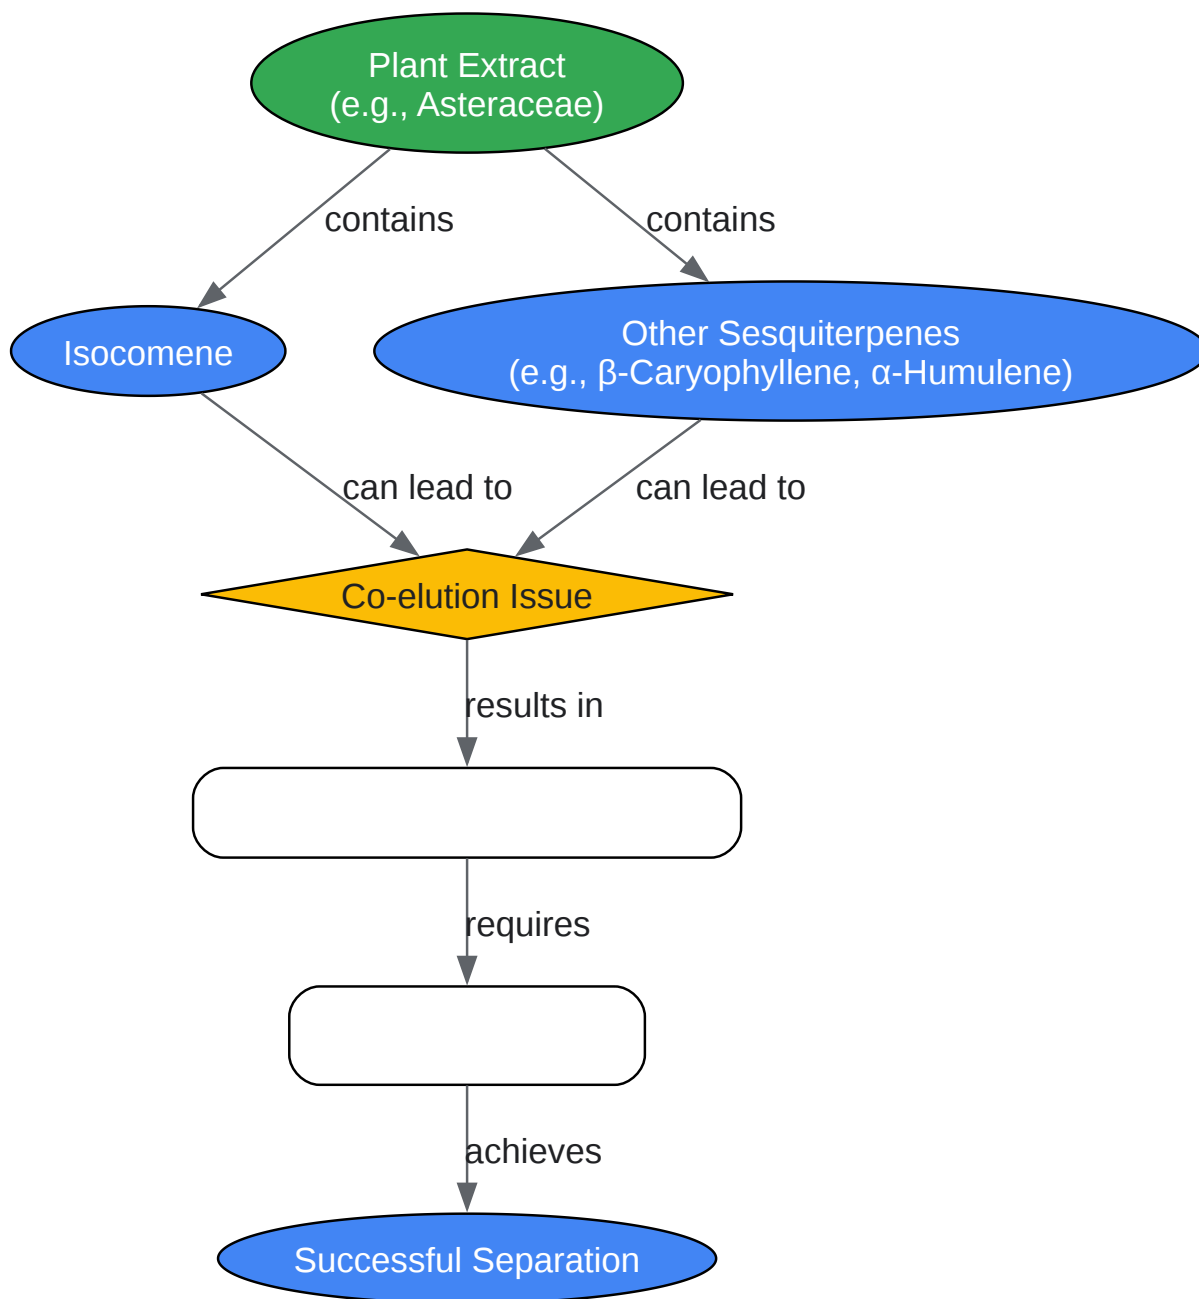 Plant Extract
(e.g., Asteraceae)
contains
contains
Isocomene
Other Sesquiterpenes
(e.g., β-Caryophyllene, α-Humulene)
can lead to
can lead to
Co-elution Issue
results in
requires
achieves
Successful Separation